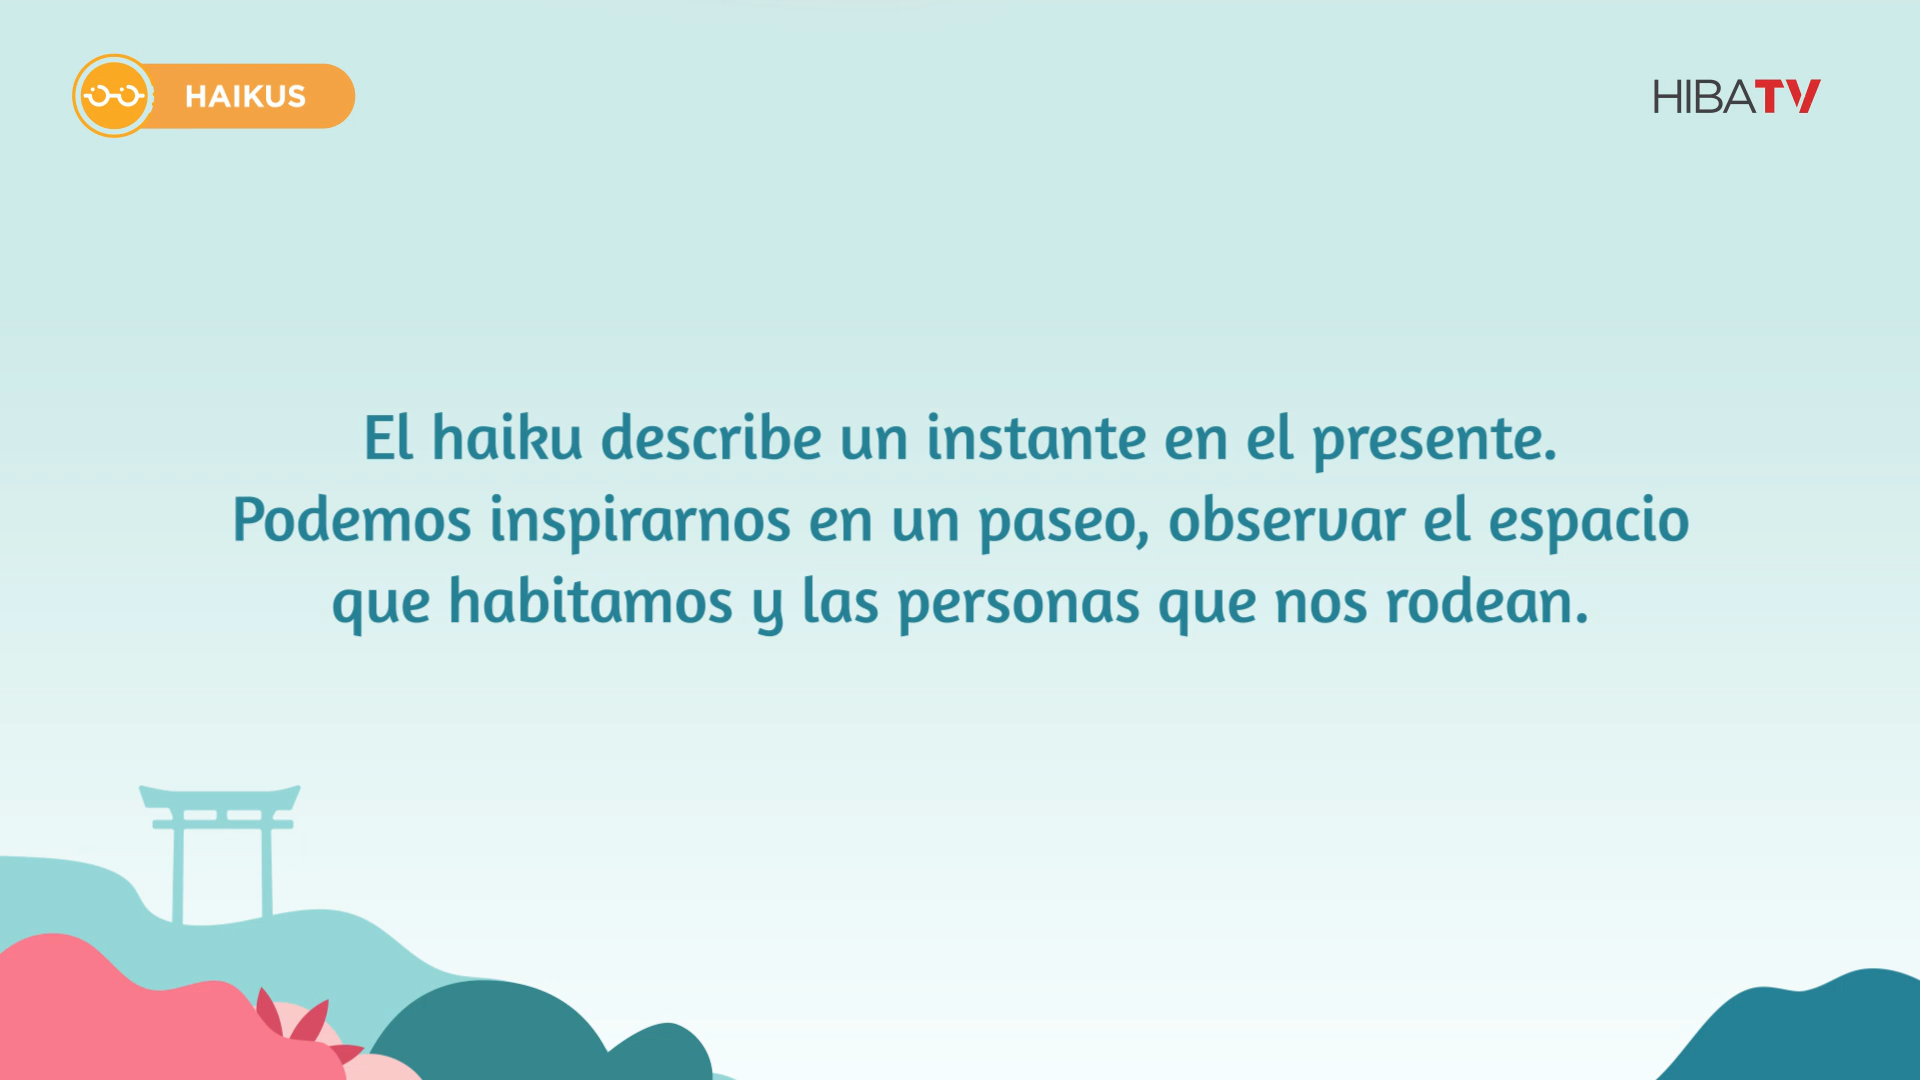 HAIKUS
HIBATV
El haiku describe un instante en el presente.
Podemos inspirarnos en un paseo, observar el espacio
que habitamos y las personas que nos rodean.